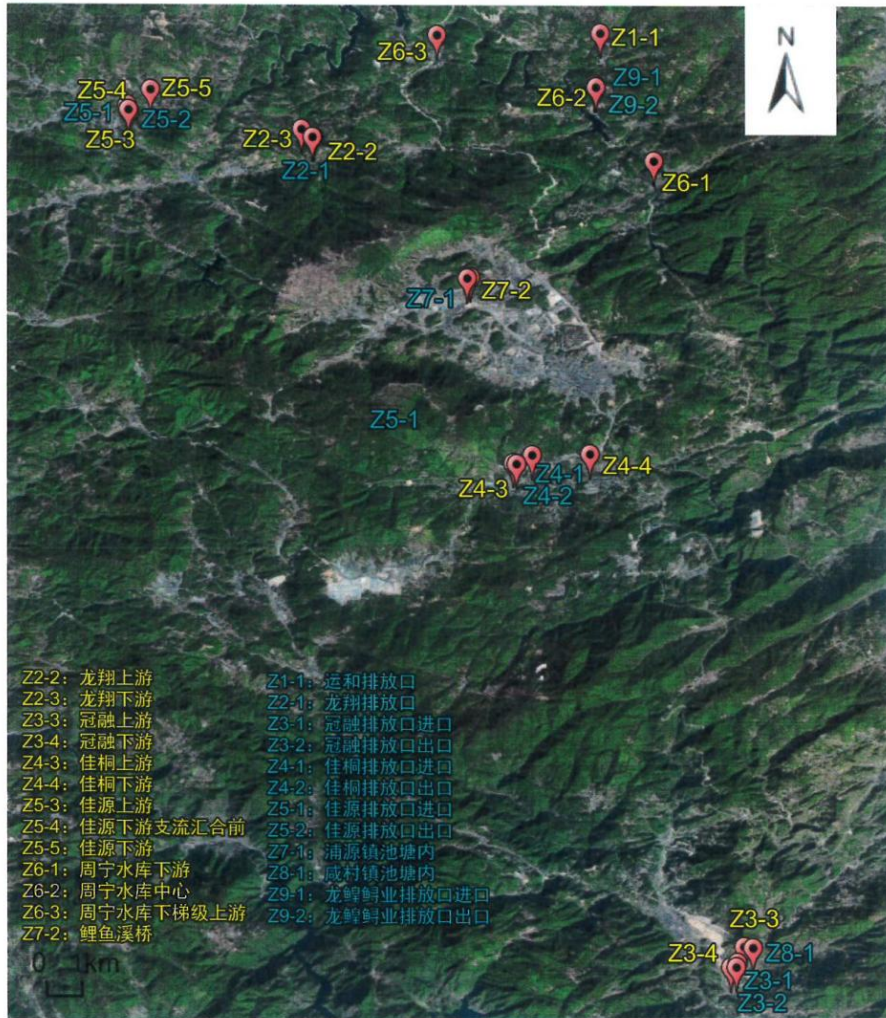 N
Z6-3
Z1-1
Z9-1
Z6-2
Z9-2
Z5-4
Z5-5
Z5-1
Z5-2
Z5-3
Z2-3
Z2-2
Z2-1
Z6-1
Z7-1
Z7-2
Z5-1
Z4-3
Z4-1
Z4-4
Z4-2
Z2-2：龙翔上游
Z2-3：龙翔下游
Z3-3：冠融上游
Z3-4：冠融下游
Z4-3：佳桐上游
Z4-4：佳桐下游
Z5-3：佳源上游
Z5-4：佳源下游支流汇合前
Z5-5：佳源下游
Z6-1：周宁水库下游
Z6-2：周宁水库中心
Z6-3：周宁水库下梯级上游
Z7-2：鲤鱼溪桥
Z1-1：运和排放口
Z2-1：龙翔排放口
Z3-1：冠融排放口进口
Z3-2：冠融排放口出口
Z4-1：佳桐排放口进口
Z4-2：佳桐排放口出口
Z5-1：佳源排放口进口
Z5-2：佳源排放口出口
Z7-1：浦源镇池塘内
Z8-1：咸村镇池塘内
Z9-1：龙鳇鲟业排放口进口
Z9-2：龙鳇鲟业排放口出口
0 1km
Z3-3
Z3-4
Z8-1
Z3-1
Z3-2